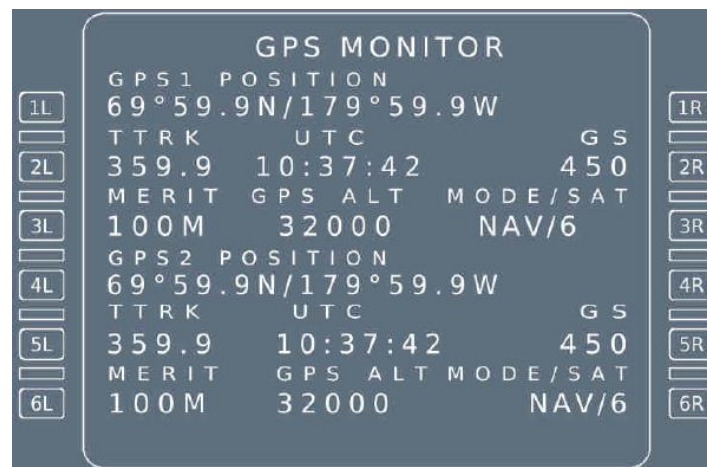 GPS MONITOR
GPS1 POSITION
1L 69°59.9N/179°59.9W 1R
TTRK UTC GS
2L 359.9 10:37:42 450 2R
MERIT GPS ALT MODE/SAT
3L 100M 32000 NAV/6 3R
GPS2 POSITION
4L 69°59.9N/179°59.9W 4R
TTRK UTC GS
5L 359.9 10:37:42 450 5R
MERIT GPS ALT MODE/SAT
6L 100M 32000 NAV/6 6R